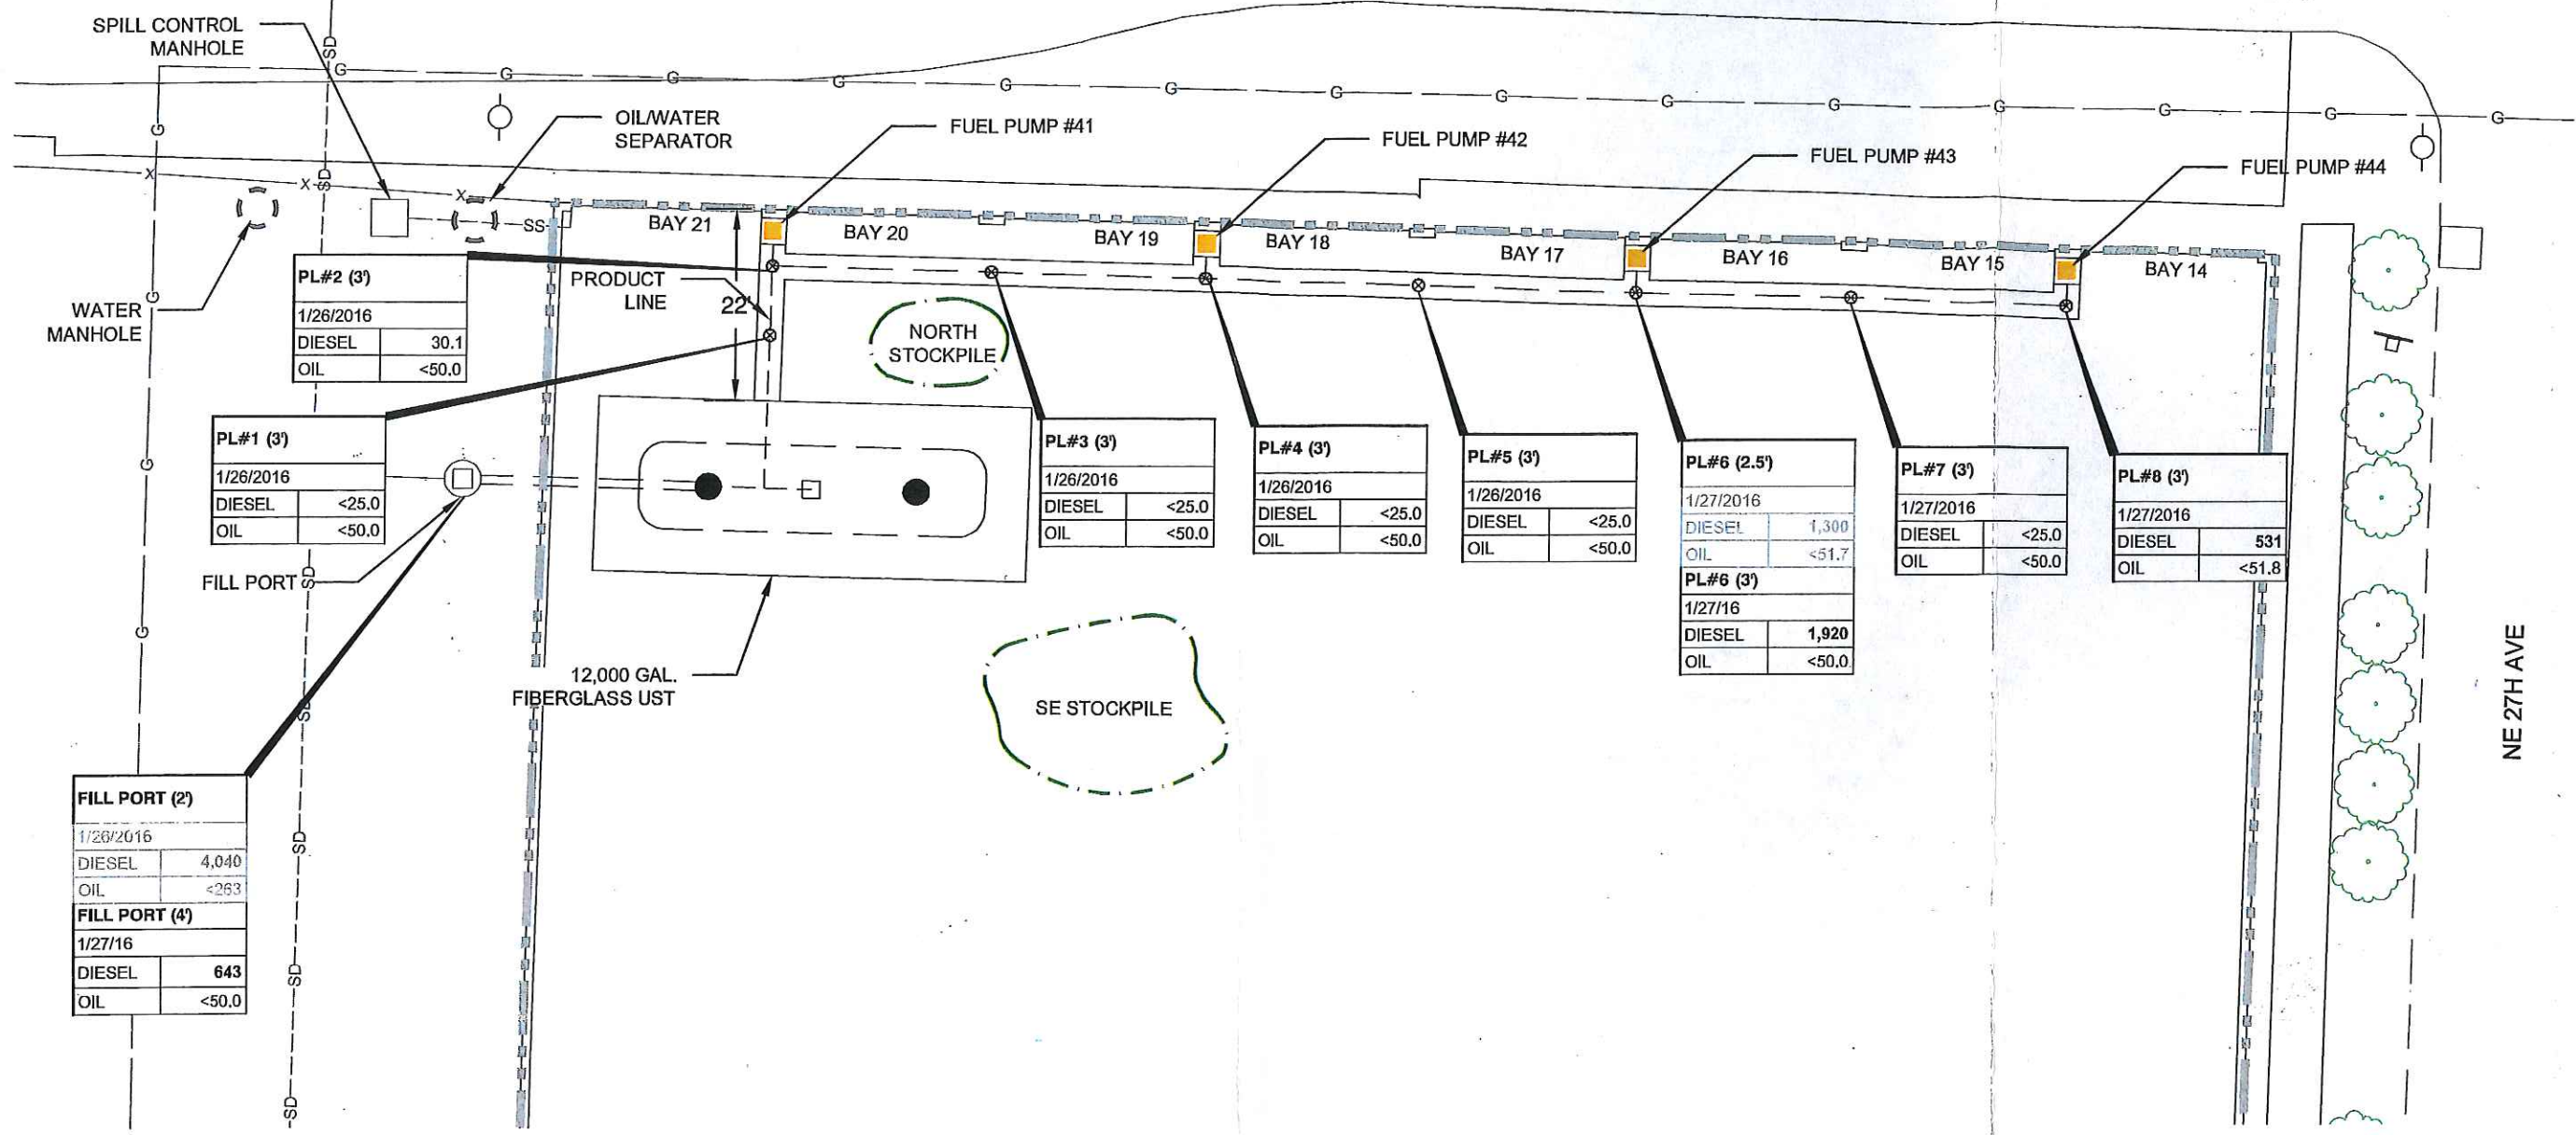 SPILL CONTROL
MANHOLE
OIL/WATER
SEPARATOR
FUEL PUMP #41
FUEL PUMP #42
FUEL PUMP #43
FUEL PUMP #44
SD
G G G G G G G G G G G G G G
G
X X X
SD
SS
BAY 21
BAY 20
BAY 19
BAY 18
BAY 17
BAY 16
BAY 15
BAY 14
WATER
MANHOLE
PRODUCT
LINE
22'
NORTH
STOCKPILE
PL#2 (3')
1/26/2016
DIESEL 30.1
OIL <50.0
PL#1 (3')
1/26/2016
DIESEL <25.0
OIL <50.0
PL#3 (3')
1/26/2016
DIESEL <25.0
OIL <50.0
PL#4 (3')
1/26/2016
DIESEL <25.0
OIL <50.0
PL#5 (3')
1/26/2016
DIESEL <25.0
OIL <50.0
PL#6 (2.5')
1/27/2016
DIESEL 1,300
OIL <51.7
PL#6 (3')
1/27/16
DIESEL 1,920
OIL <50.0
PL#7 (3')
1/27/2016
DIESEL <25.0
OIL <50.0
PL#8 (3')
1/27/2016
DIESEL 531
OIL <51.8
G
G
G
FILL PORT
SD
12,000 GAL.
FIBERGLASS UST
SE STOCKPILE
NE 27H AVE
SD
FILL PORT (2')
1/26/2016
DIESEL 4,040
OIL <263
FILL PORT (4')
1/27/16
DIESEL 643
OIL <50.0
SD
SD
SD